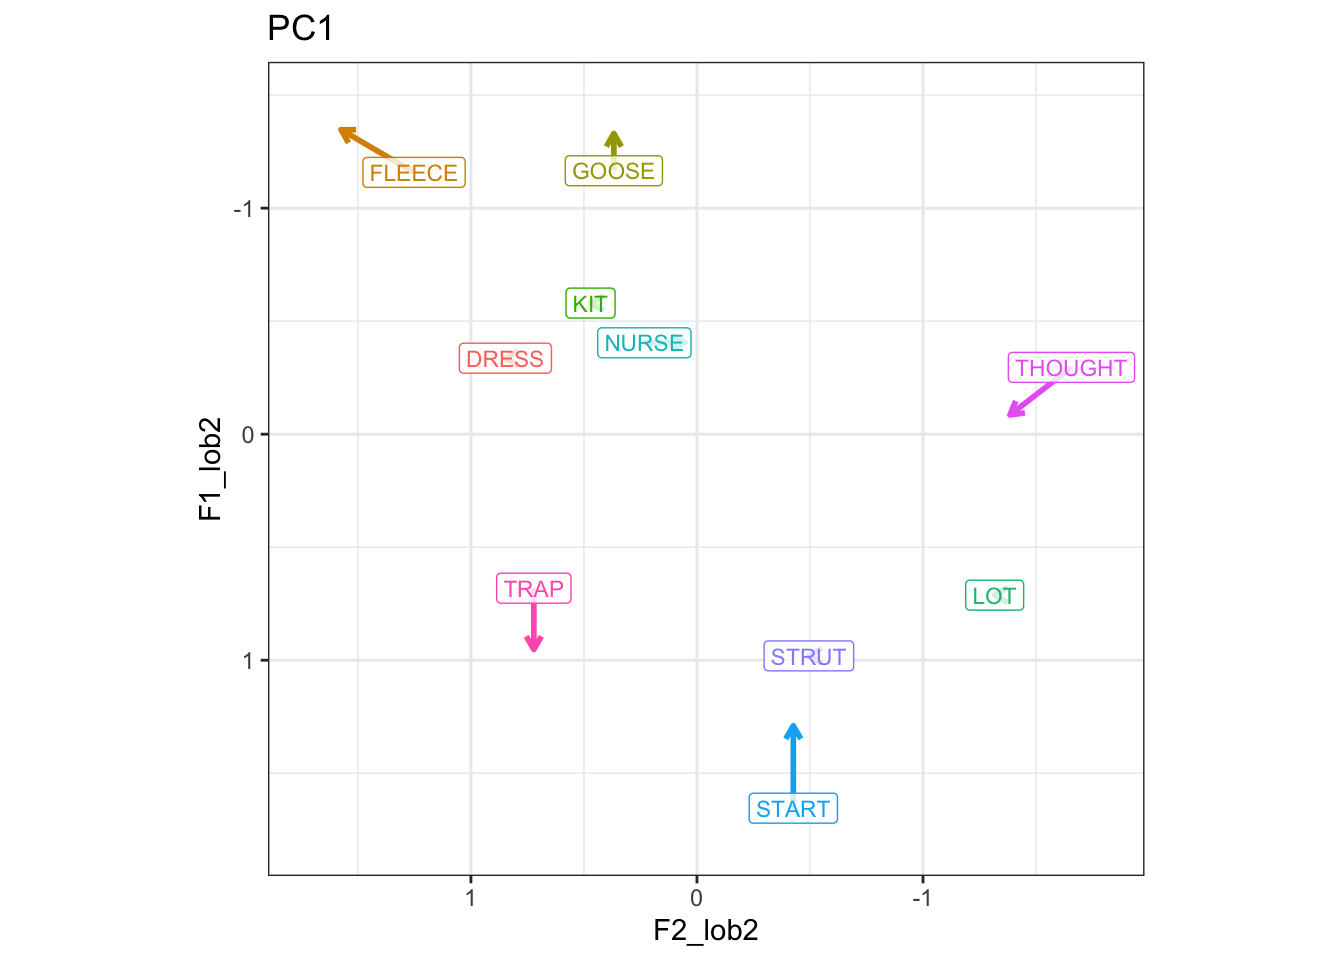 PC1
FLEECE
GOOSE
-1
KIT
NURSE
DRESS
THOUGHT
0
F1_lob2
TRAP
LOT
STRUT
1
START
1
0
-1
F2_lob2